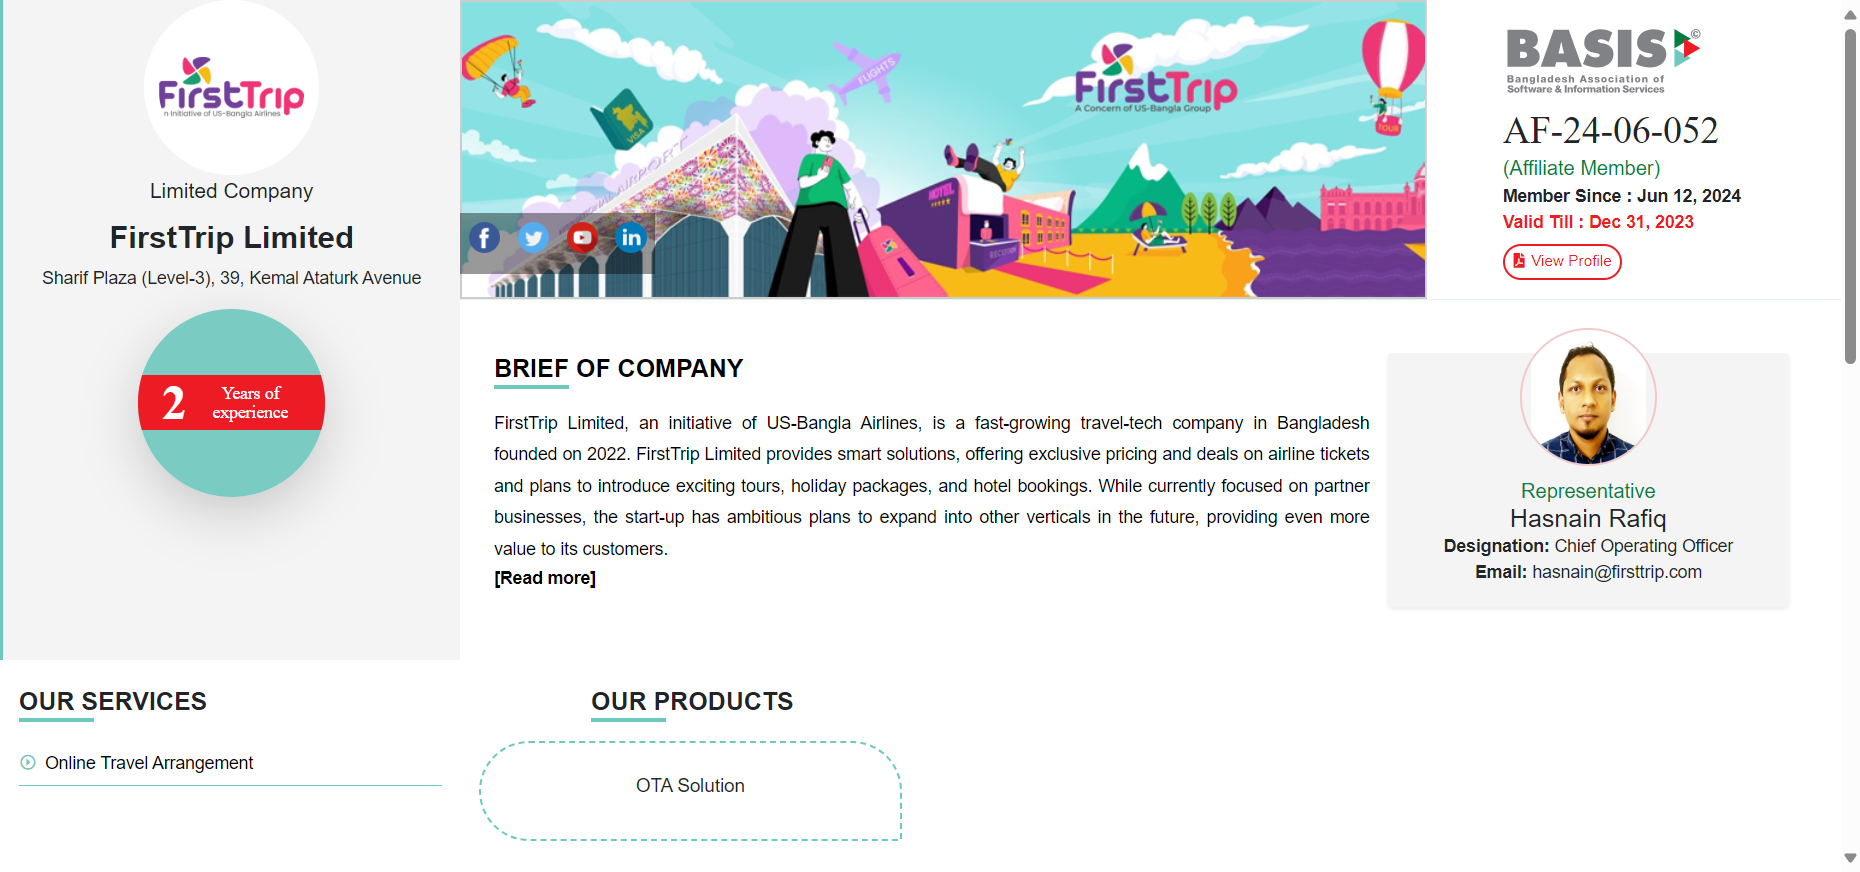 FirstTrip
n Initiative of US-Bangla Airlines
Limited Company
FirstTrip Limited
Sharif Plaza (Level-3), 39, Kemal Ataturk Avenue
2 Years of
experience
FLIGHTS
VISA
AIRPORT
FirstTrip
A Concern of US-Bangla Group
TOUR
HOTEL
RECEPTION
BASIS©
Bangladesh Association of
Software & Information Services
AF-24-06-052
(Affiliate Member)
Member Since : Jun 12, 2024
Valid Till : Dec 31, 2023
View Profile
BRIEF OF COMPANY
FirstTrip Limited, an initiative of US-Bangla Airlines, is a fast-growing travel-tech company in Bangladesh
founded on 2022. FirstTrip Limited provides smart solutions, offering exclusive pricing and deals on airline tickets
and plans to introduce exciting tours, holiday packages, and hotel bookings. While currently focused on partner
businesses, the start-up has ambitious plans to expand into other verticals in the future, providing even more
value to its customers.
[Read more]
Representative
Hasnain Rafiq
Designation: Chief Operating Officer
Email: hasnain@firsttrip.com
OUR SERVICES
Online Travel Arrangement
OUR PRODUCTS
OTA Solution